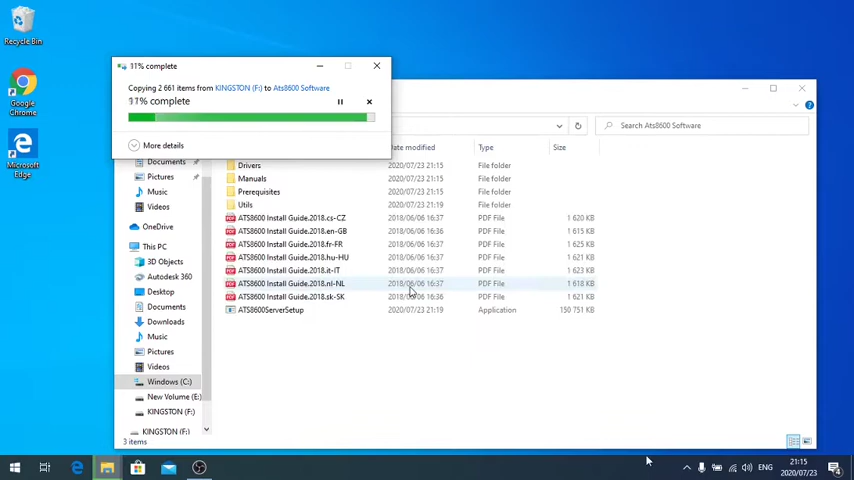 Recycle Bin
Google
Chrome
Microsoft
Edge
11% complete
Copying 2 661 items from KINGSTON (F:) to Ats8600 Software
11% complete
More details
Search Ats8600 Software
Date modified Type Size
Documents
Pictures
Music
Videos
OneDrive
This PC
3D Objects
Autodesk 360
Desktop
Documents
Downloads
Music
Pictures
Videos
Windows (C:)
New Volume (E:)
KINGSTON (F:)
KINGSTON (F:)
Drivers 2020/07/23 21:15 File folder
Manuals 2020/07/23 21:15 File folder
Prerequisites 2020/07/23 21:15 File folder
Utils 2020/07/23 21:19 File folder
ATS8600 Install Guide.2018.cs-CZ 2018/06/06 16:37 PDF File 1 620 KB
ATS8600 Install Guide.2018.en-GB 2018/06/06 16:36 PDF File 1 615 KB
ATS8600 Install Guide.2018.fr-FR 2018/06/06 16:37 PDF File 1 625 KB
ATS8600 Install Guide.2018.hu-HU 2018/06/06 16:37 PDF File 1 621 KB
ATS8600 Install Guide.2018.it-IT 2018/06/06 16:37 PDF File 1 623 KB
ATS8600 Install Guide.2018.nl-NL 2018/06/06 16:37 PDF File 1 618 KB
ATS8600 Install Guide.2018.sk-SK 2018/06/06 16:36 PDF File 1 621 KB
ATS8600ServerSetup 2020/07/23 21:19 Application 150 751 KB
3 items
ENG
21:15
2020/07/23
4